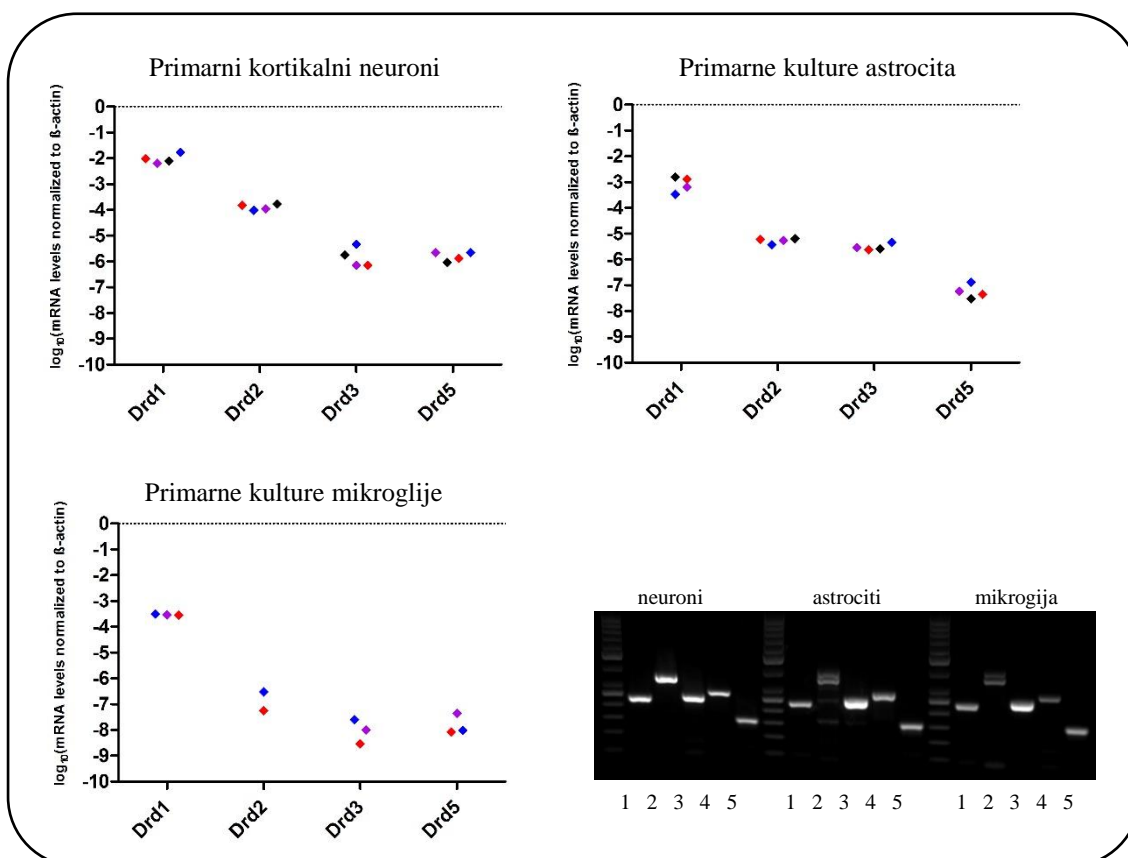 Primarni kortikalni neuroni
log10(mRNA levels normalized to ß-actin)
0
-1
-2
-3
-4
-5
-6
-7
-8
-9
-10
Drd1
Drd2
Drd3
Drd5
Primarne kulture astrocita
log10(mRNA levels normalized to ß-actin)
0
-1
-2
-3
-4
-5
-6
-7
-8
-9
-10
Drd1
Drd2
Drd3
Drd5
Primarne kulture mikroglije
log10(mRNA levels normalized to ß-actin)
0
-1
-2
-3
-4
-5
-6
-7
-8
-9
-10
Drd1
Drd2
Drd3
Drd5
neuroni astrociti mikrogija
1 2 3 4 5 1 2 3 4 5 1 2 3 4 5